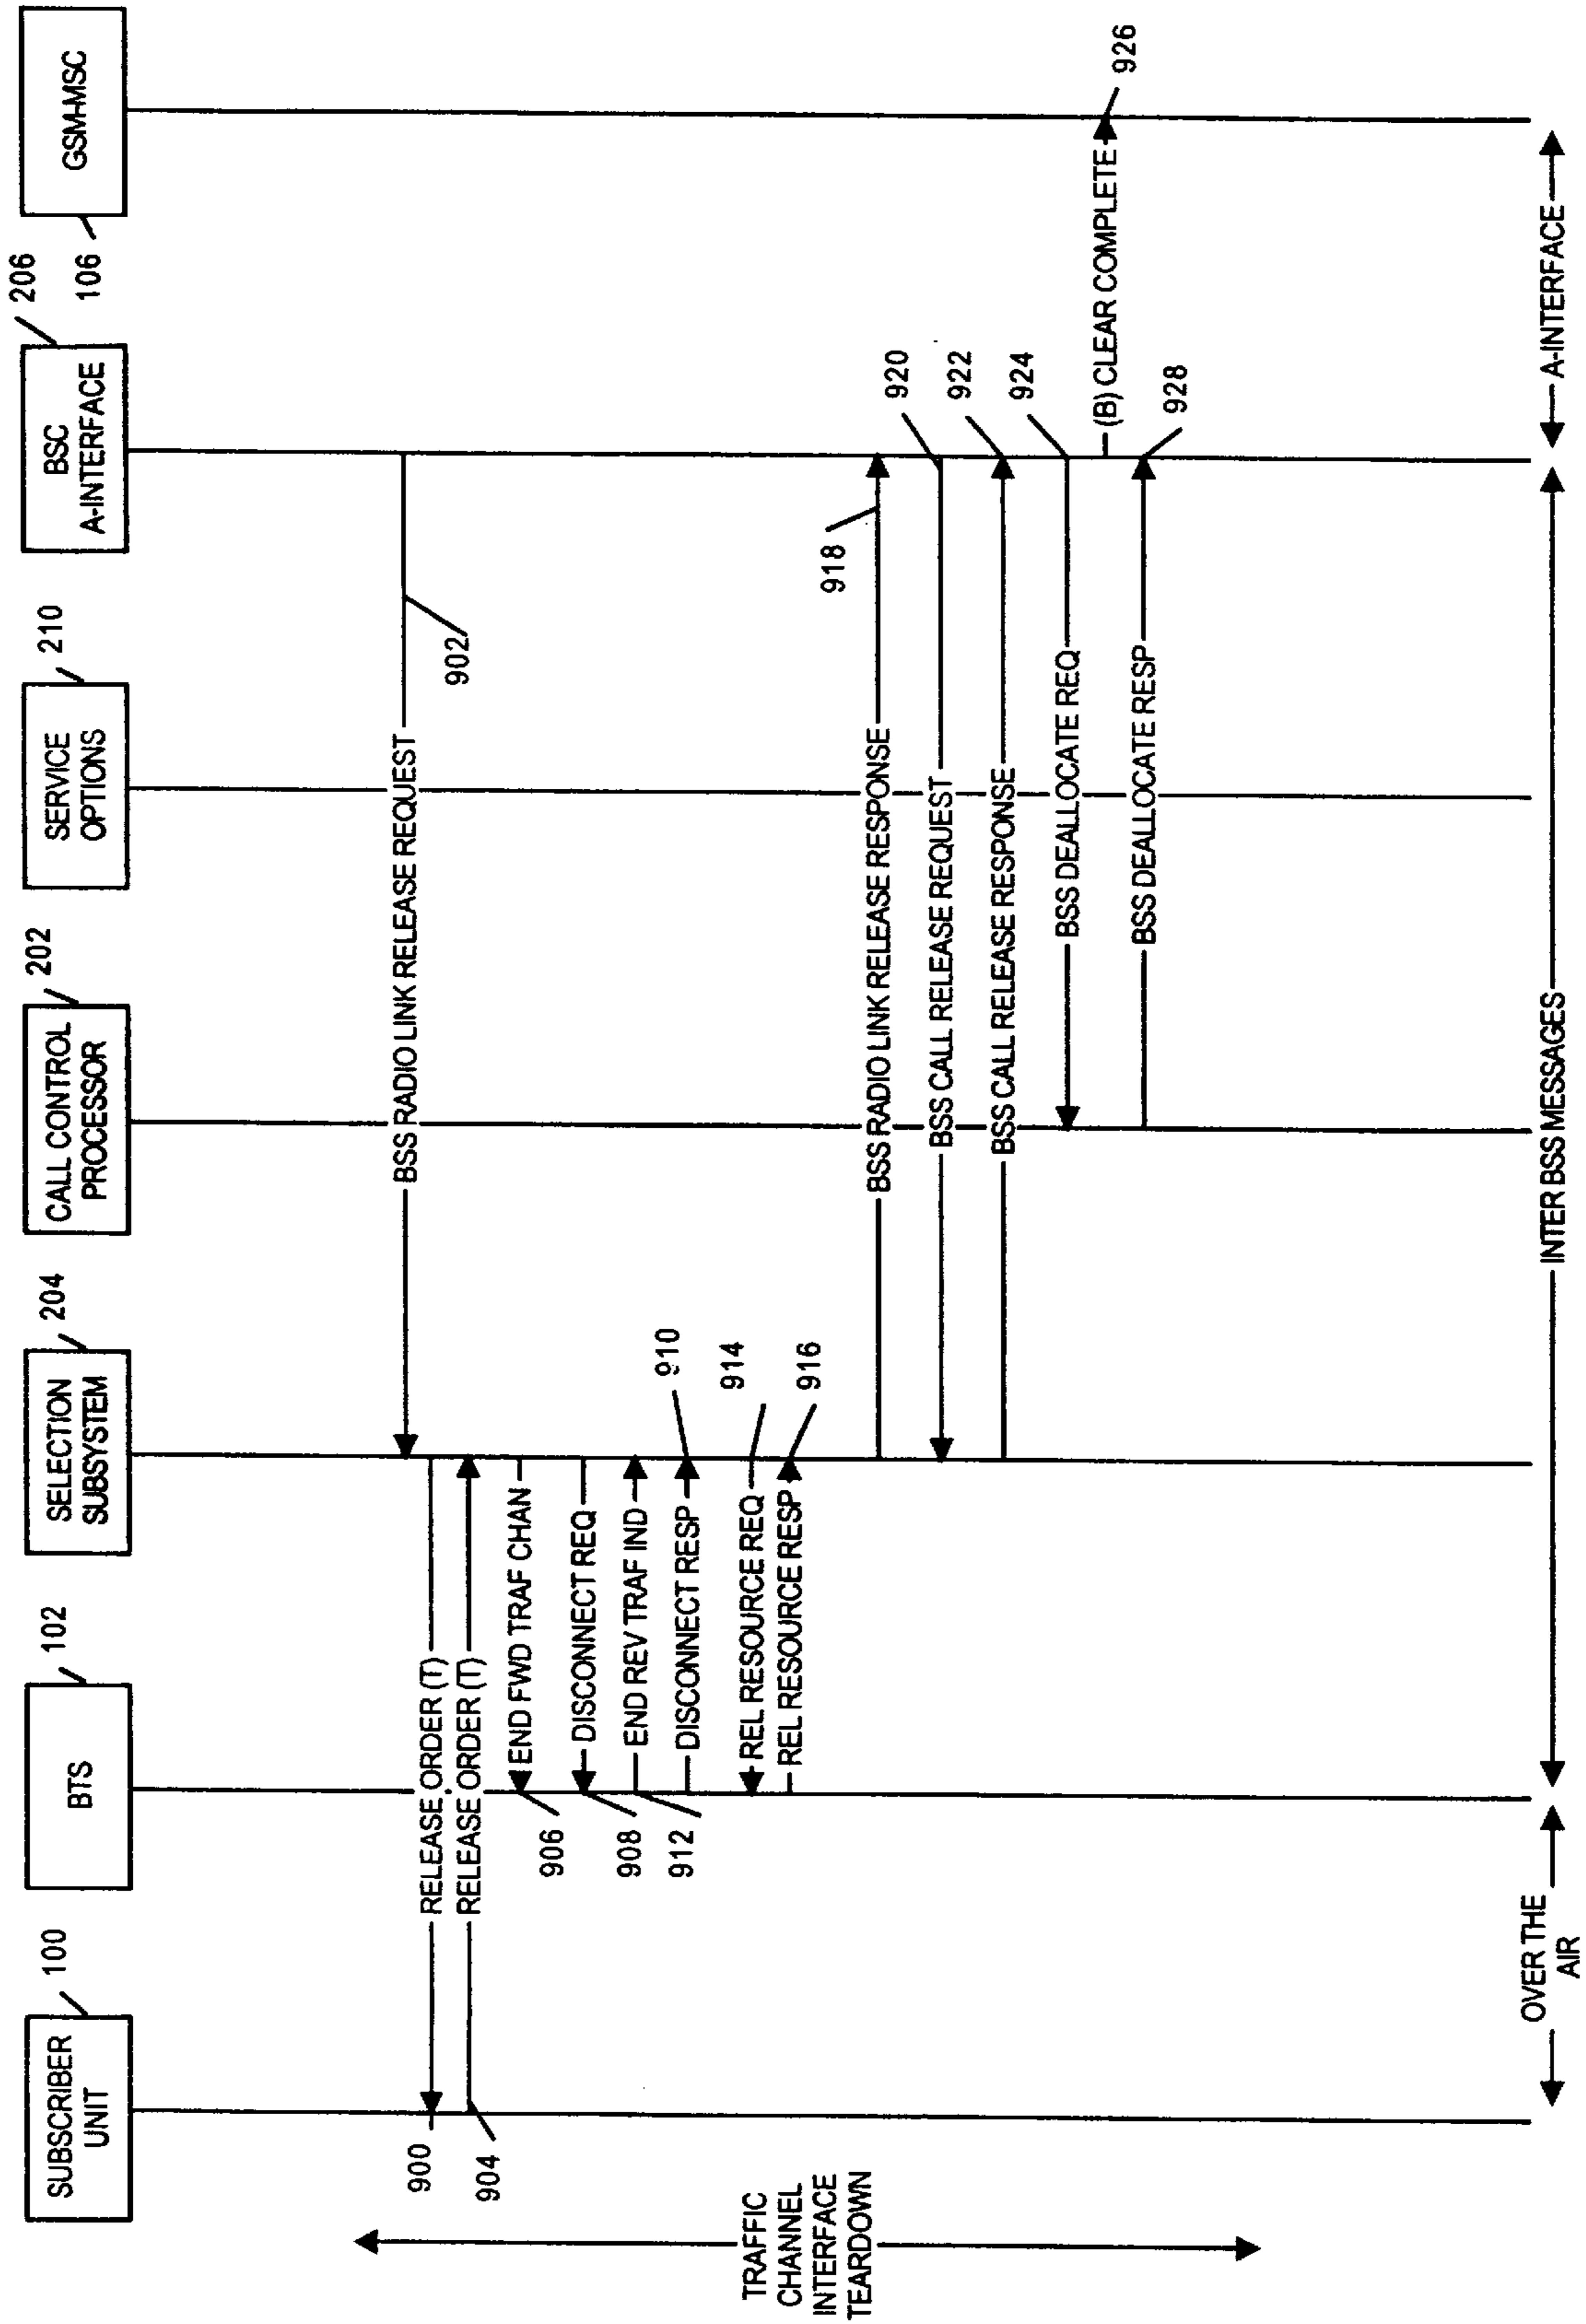 SUBSCRIBER
UNIT
100
BTS
102
SELECTION
SUBSYSTEM
204
CALL CONTROL
PROCESSOR
202
SERVICE
OPTIONS
210
BSC
A-INTERFACE
206
GSM-MSC
106
TRAFFIC
CHANNEL
INTERFACE
TEARDOWN
BSS RADIO LINK RELEASE REQUEST
902
900
RELEASE ORDER (T)
904
RELEASE ORDER (T)
END FWD TRAF CHAN
906
DISCONNECT REQ
908
END REV TRAF IND
912
DISCONNECT RESP
910
REL RESOURCE REQ
914
REL RESOURCE RESP
916
BSS RADIO LINK RELEASE RESPONSE
918
BSS CALL RELEASE REQUEST
920
BSS CALL RELEASE RESPONSE
922
BSS DEALLOCATE REQ
924
(B) CLEAR COMPLETE
926
BSS DEALLOCATE RESP
928
OVER THE
AIR
INTER BSS MESSAGES
A-INTERFACE